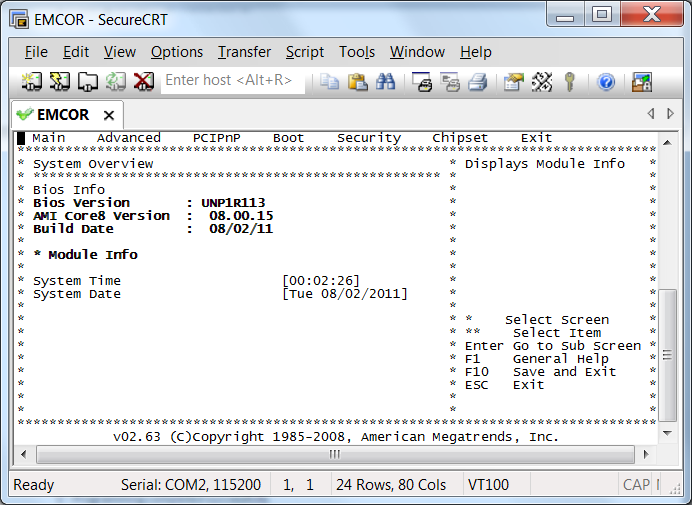 EMCOR - SecureCRT
File Edit View Options Transfer Script Tools Window Help
Enter host <Alt+R>
EMCOR
Main Advanced PCIPnP Boot Security Chipset Exit
********************************************************************************
* System Overview * Displays Module Info *
* *************************************************** * *
* Bios Info * *
* Bios Version : UNP1R113 * *
* AMI Core8 Version : 08.00.15 * *
* Build Date : 08/02/11 * *
* * *
* * Module Info * *
* * *
* System Time [00:02:26] * *
* System Date [Tue 08/02/2011] * *
* * *
* * * Select Screen *
* * ** Select Item *
* * Enter Go to Sub Screen *
* * F1 General Help *
* * F10 Save and Exit *
* * ESC Exit *
* * *
* * *
********************************************************************************
v02.63 (C)Copyright 1985-2008, American Megatrends, Inc.
Ready Serial: COM2, 115200 1, 1 24 Rows, 80 Cols VT100 CAP